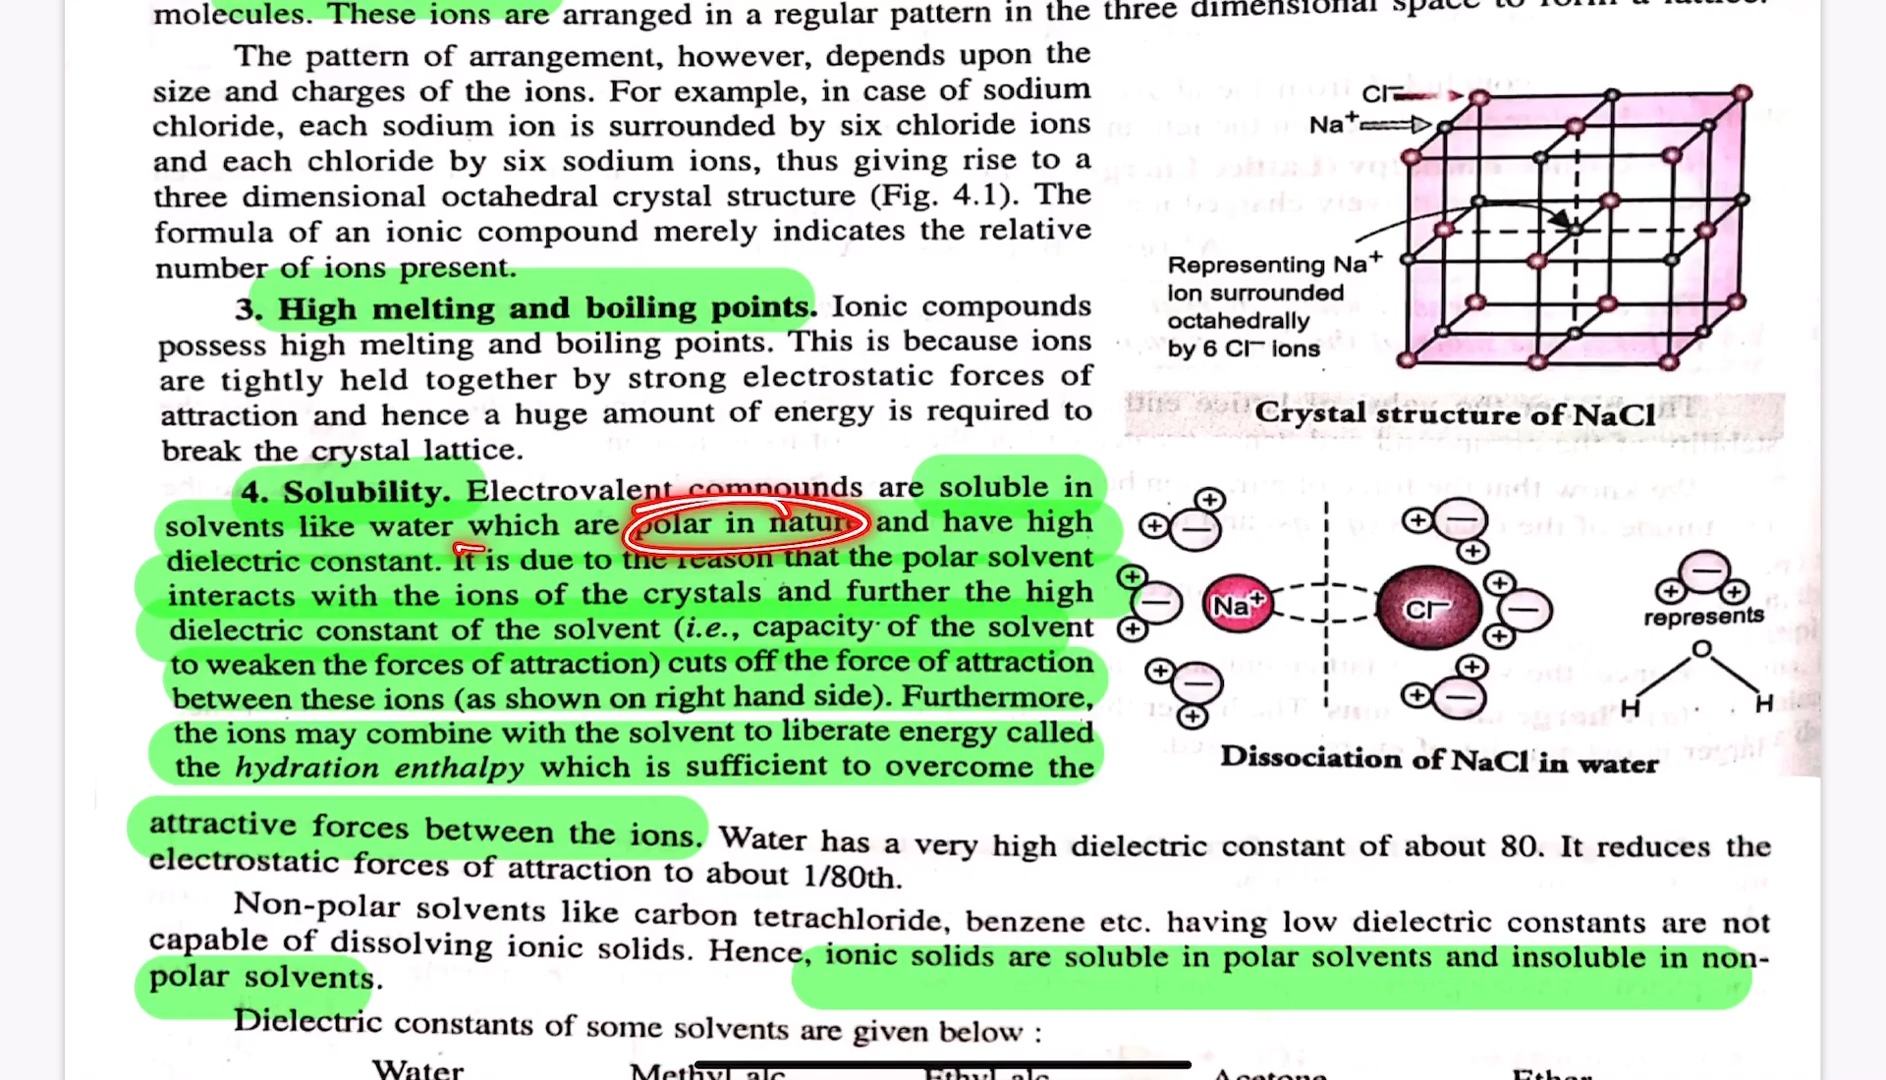 molecules. These ions are arranged in a regular pattern in the three dimensional space to form a lattice.
The pattern of arrangement, however, depends upon the
size and charges of the ions. For example, in case of sodium
chloride, each sodium ion is surrounded by six chloride ions
and each chloride by six sodium ions, thus giving rise to a
three dimensional octahedral crystal structure (Fig. 4.1). The
formula of an ionic compound merely indicates the relative
number of ions present.
3. High melting and boiling points. Ionic compounds
possess high melting and boiling points. This is because ions
are tightly held together by strong electrostatic forces of
attraction and hence a huge amount of energy is required to
break the crystal lattice.
4. Solubility. Electrovalent compounds are soluble in
solvents like water which are polar in nature and have high
dielectric constant. It is due to the reason that the polar solvent
interacts with the ions of the crystals and further the high
dielectric constant of the solvent (i.e., capacity of the solvent
to weaken the forces of attraction) cuts off the force of attraction
between these ions (as shown on right hand side). Furthermore,
the ions may combine with the solvent to liberate energy called
the hydration enthalpy which is sufficient to overcome the
Cl⁻
Na⁺
Representing Na⁺
Ion surrounded
octahedrally
by 6 Cl⁻ ions
Crystal structure of NaCl
Na⁺
Cl⁻
represents
O
H H
Dissociation of NaCl in water
attractive forces between the ions. Water has a very high dielectric constant of about 80. It reduces the
electrostatic forces of attraction to about 1/80th.
Non-polar solvents like carbon tetrachloride, benzene etc. having low dielectric constants are not
capable of dissolving ionic solids. Hence, ionic solids are soluble in polar solvents and insoluble in non-
polar solvents.
Dielectric constants of some solvents are given below :
Water Methyl alc Ethyl alc Acetone Ether